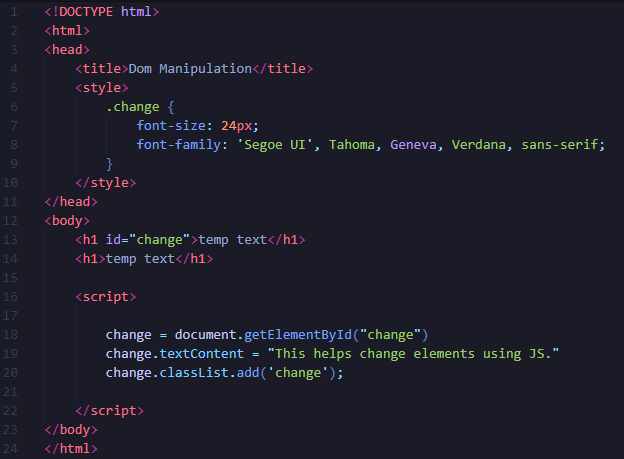 1 <!DOCTYPE html>
2 <html>
3 <head>
4     <title>Dom Manipulation</title>
5     <style>
6         .change {
7             font-size: 24px;
8             font-family: 'Segoe UI', Tahoma, Geneva, Verdana, sans-serif;
9         }
10     </style>
11 </head>
12 <body>
13     <h1 id="change">temp text</h1>
14     <h1>temp text</h1>
15
16     <script>
17
18         change = document.getElementById("change")
19         change.textContent = "This helps change elements using JS."
20         change.classList.add('change');
21
22     </script>
23 </body>
24 </html>